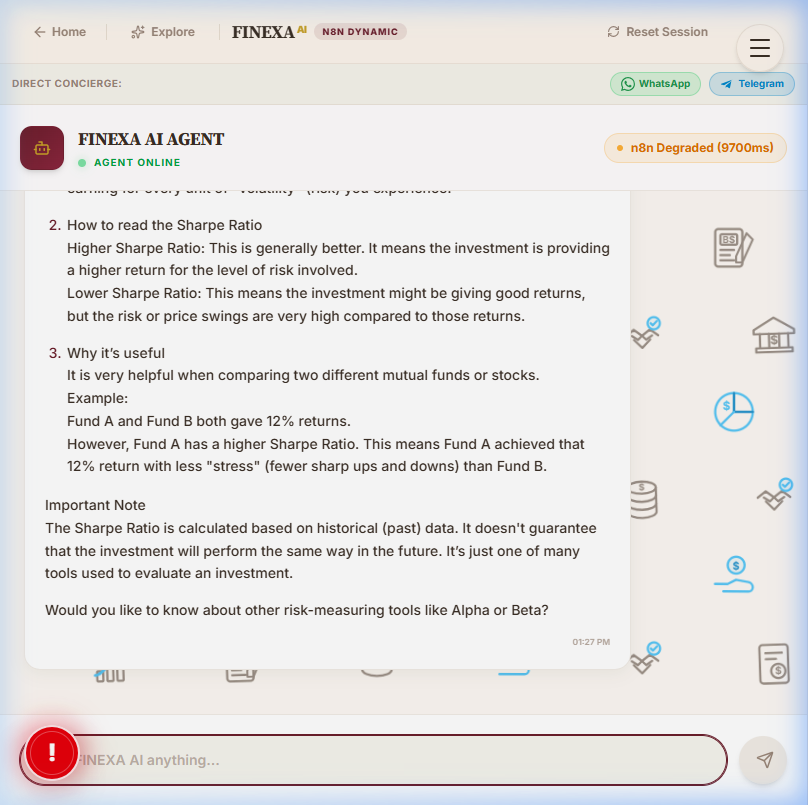 Home
Explore
FINEXA AI
N8N DYNAMIC
Reset Session
DIRECT CONCIERGE:
WhatsApp
Telegram
FINEXA AI AGENT
AGENT ONLINE
n8n Degraded (9700ms)
earning for every unit of "volatility" (risk) you experience.
2. How to read the Sharpe Ratio
Higher Sharpe Ratio: This is generally better. It means the investment is providing
a higher return for the level of risk involved.
Lower Sharpe Ratio: This means the investment might be giving good returns,
but the risk or price swings are very high compared to those returns.
3. Why it’s useful
It is very helpful when comparing two different mutual funds or stocks.
Example:
Fund A and Fund B both gave 12% returns.
However, Fund A has a higher Sharpe Ratio. This means Fund A achieved that
12% return with less "stress" (fewer sharp ups and downs) than Fund B.
Important Note
The Sharpe Ratio is calculated based on historical (past) data. It doesn't guarantee
that the investment will perform the same way in the future. It’s just one of many
tools used to evaluate an investment.
Would you like to know about other risk-measuring tools like Alpha or Beta?
01:27 PM
FINEXA AI anything...